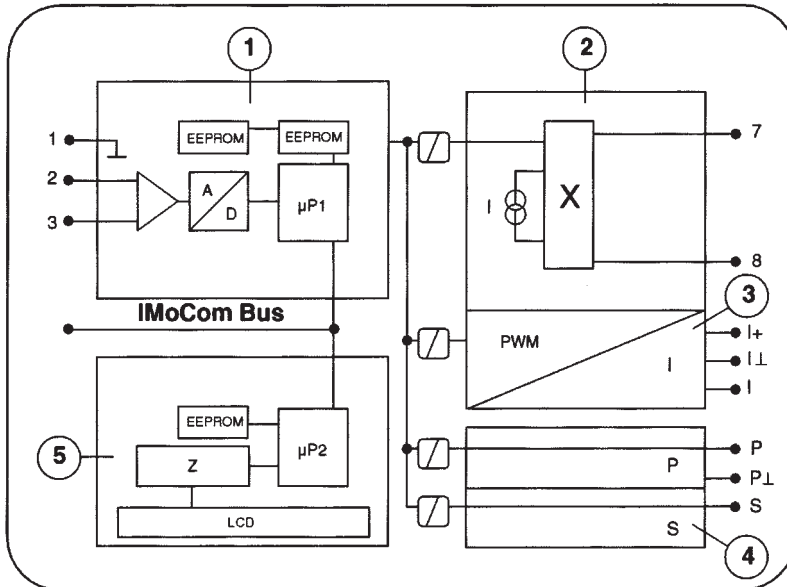 1
2
EEPROM
EEPROM
1
2
3
A
D
µP1
I
X
7
8
IMoCom Bus
3
PWM
I
I+
I⊥
I
EEPROM
µP2
5
Z
LCD
P
P
P⊥
S
S
4